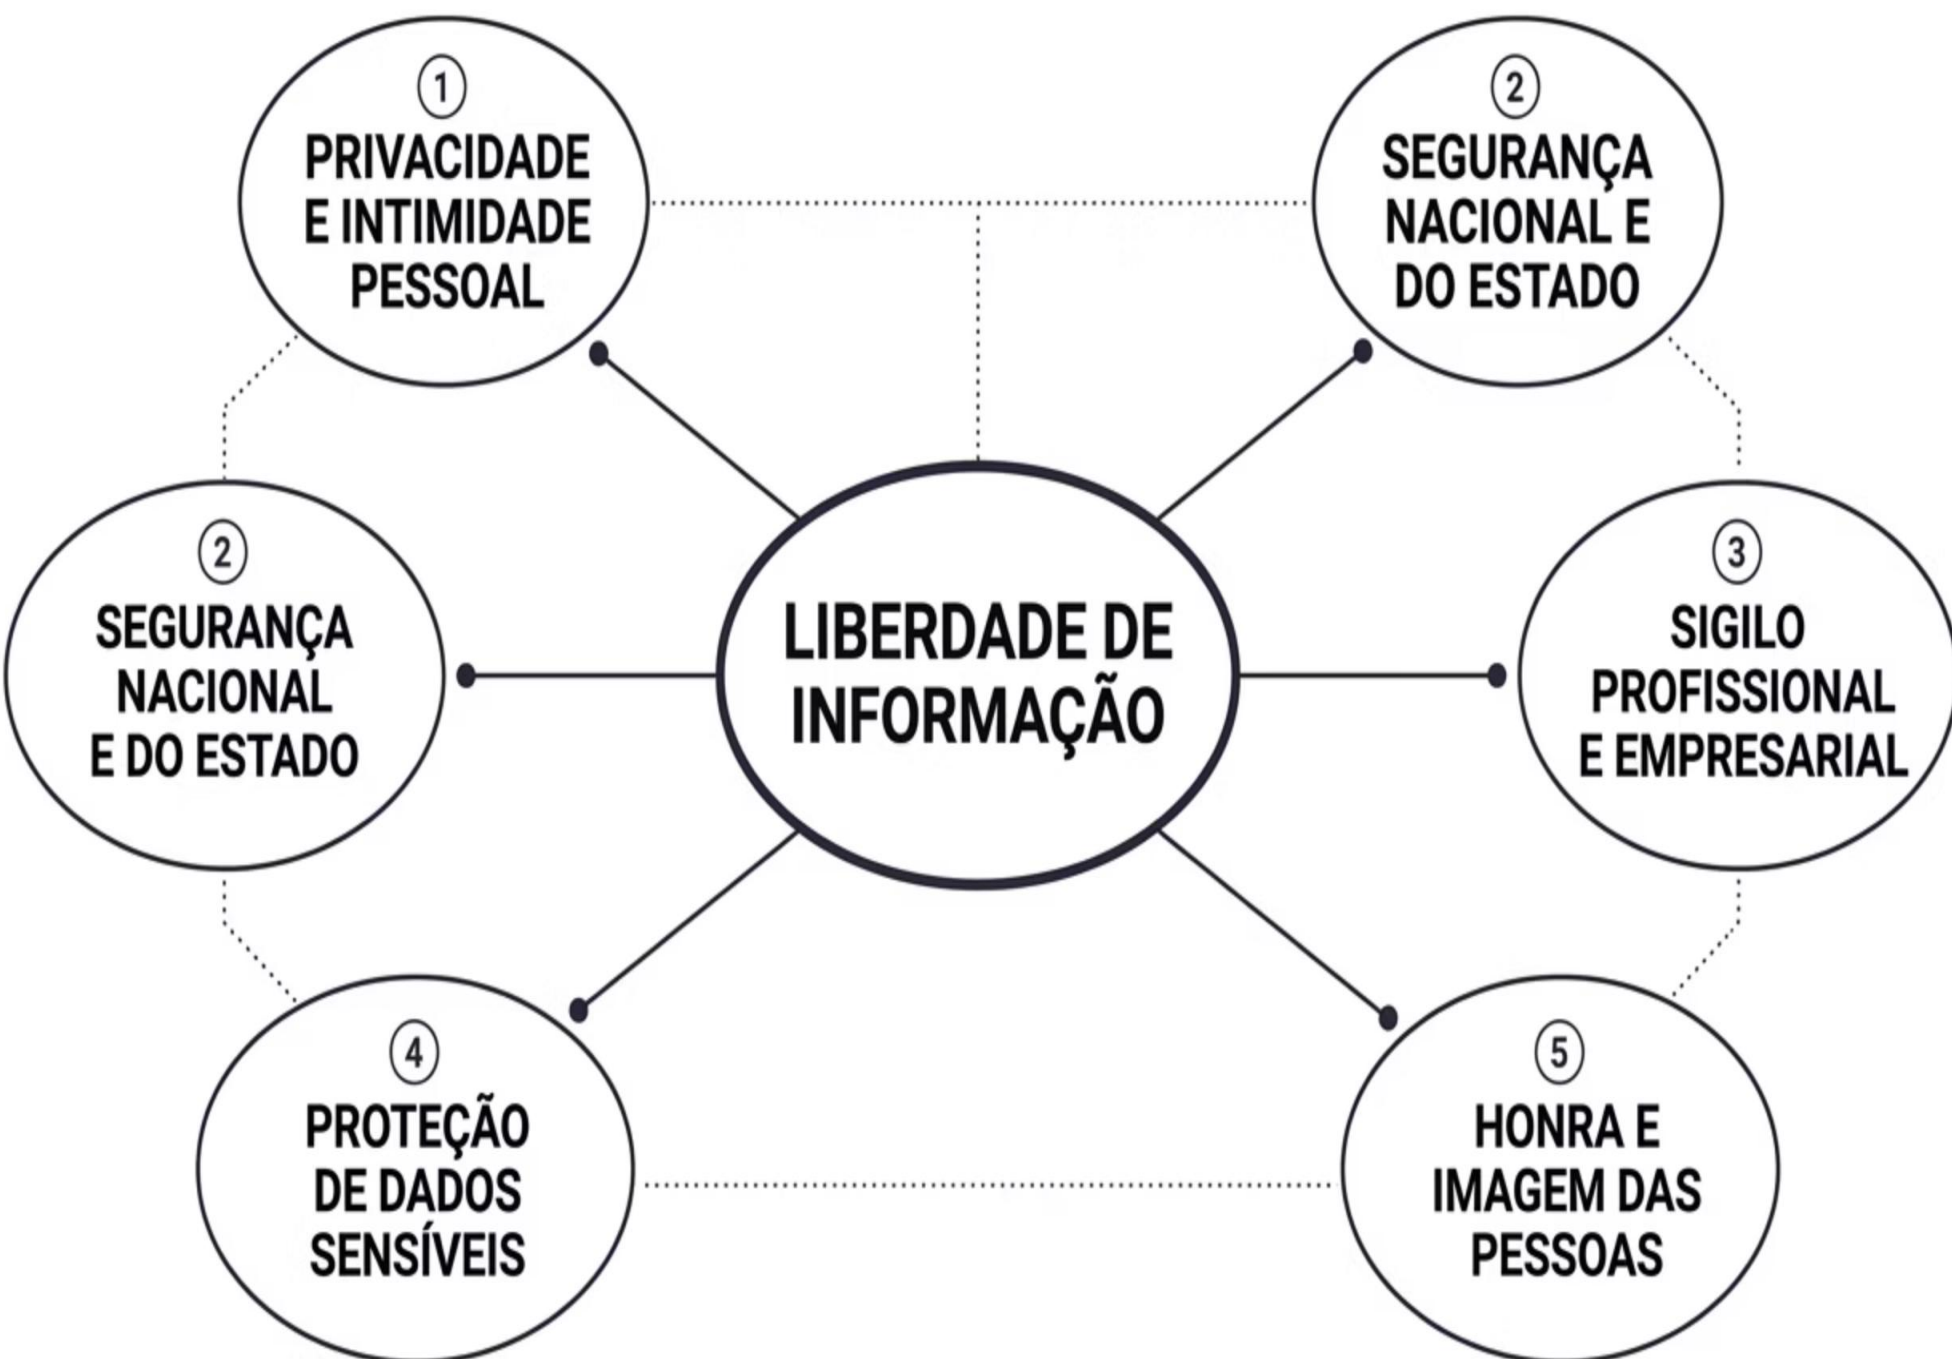 1
PRIVACIDADE
E INTIMIDADE
PESSOAL
2
SEGURANÇA
NACIONAL E
DO ESTADO
2
SEGURANÇA
NACIONAL
E DO ESTADO
LIBERDADE DE
INFORMAÇÃO
3
SIGILO
PROFISSIONAL
E EMPRESARIAL
4
PROTEÇÃO
DE DADOS
SENSÍVEIS
5
HONRA E
IMAGEM DAS
PESSOAS